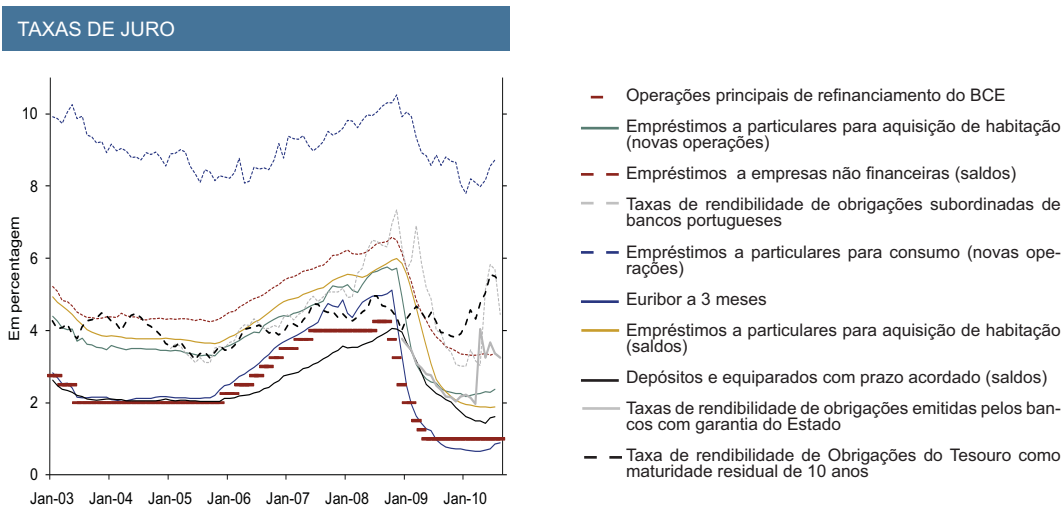 TAXAS DE JURO
Em percentagem
10
8
6
4
2
0
Jan-03 Jan-04 Jan-05 Jan-06 Jan-07 Jan-08 Jan-09 Jan-10
Operações principais de refinanciamento do BCE
Empréstimos a particulares para aquisição de habitação
(novas operações)
Empréstimos a empresas não financeiras (saldos)
Taxas de rendibilidade de obrigações subordinadas de
bancos portugueses
Empréstimos a particulares para consumo (novas ope-
rações)
Euribor a 3 meses
Empréstimos a particulares para aquisição de habitação
(saldos)
Depósitos e equiparados com prazo acordado (saldos)
Taxas de rendibilidade de obrigações emitidas pelos ban-
cos com garantia do Estado
Taxa de rendibilidade de Obrigações do Tesouro como
maturidade residual de 10 anos